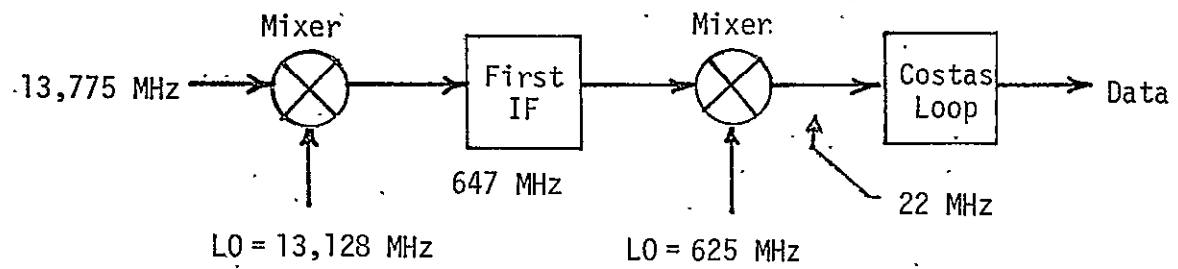 Mixer
Mixer
13,775 MHz
First
IF
Costas
Loop
Data
647 MHz
22 MHz
LO = 13,128 MHz
LO = 625 MHz